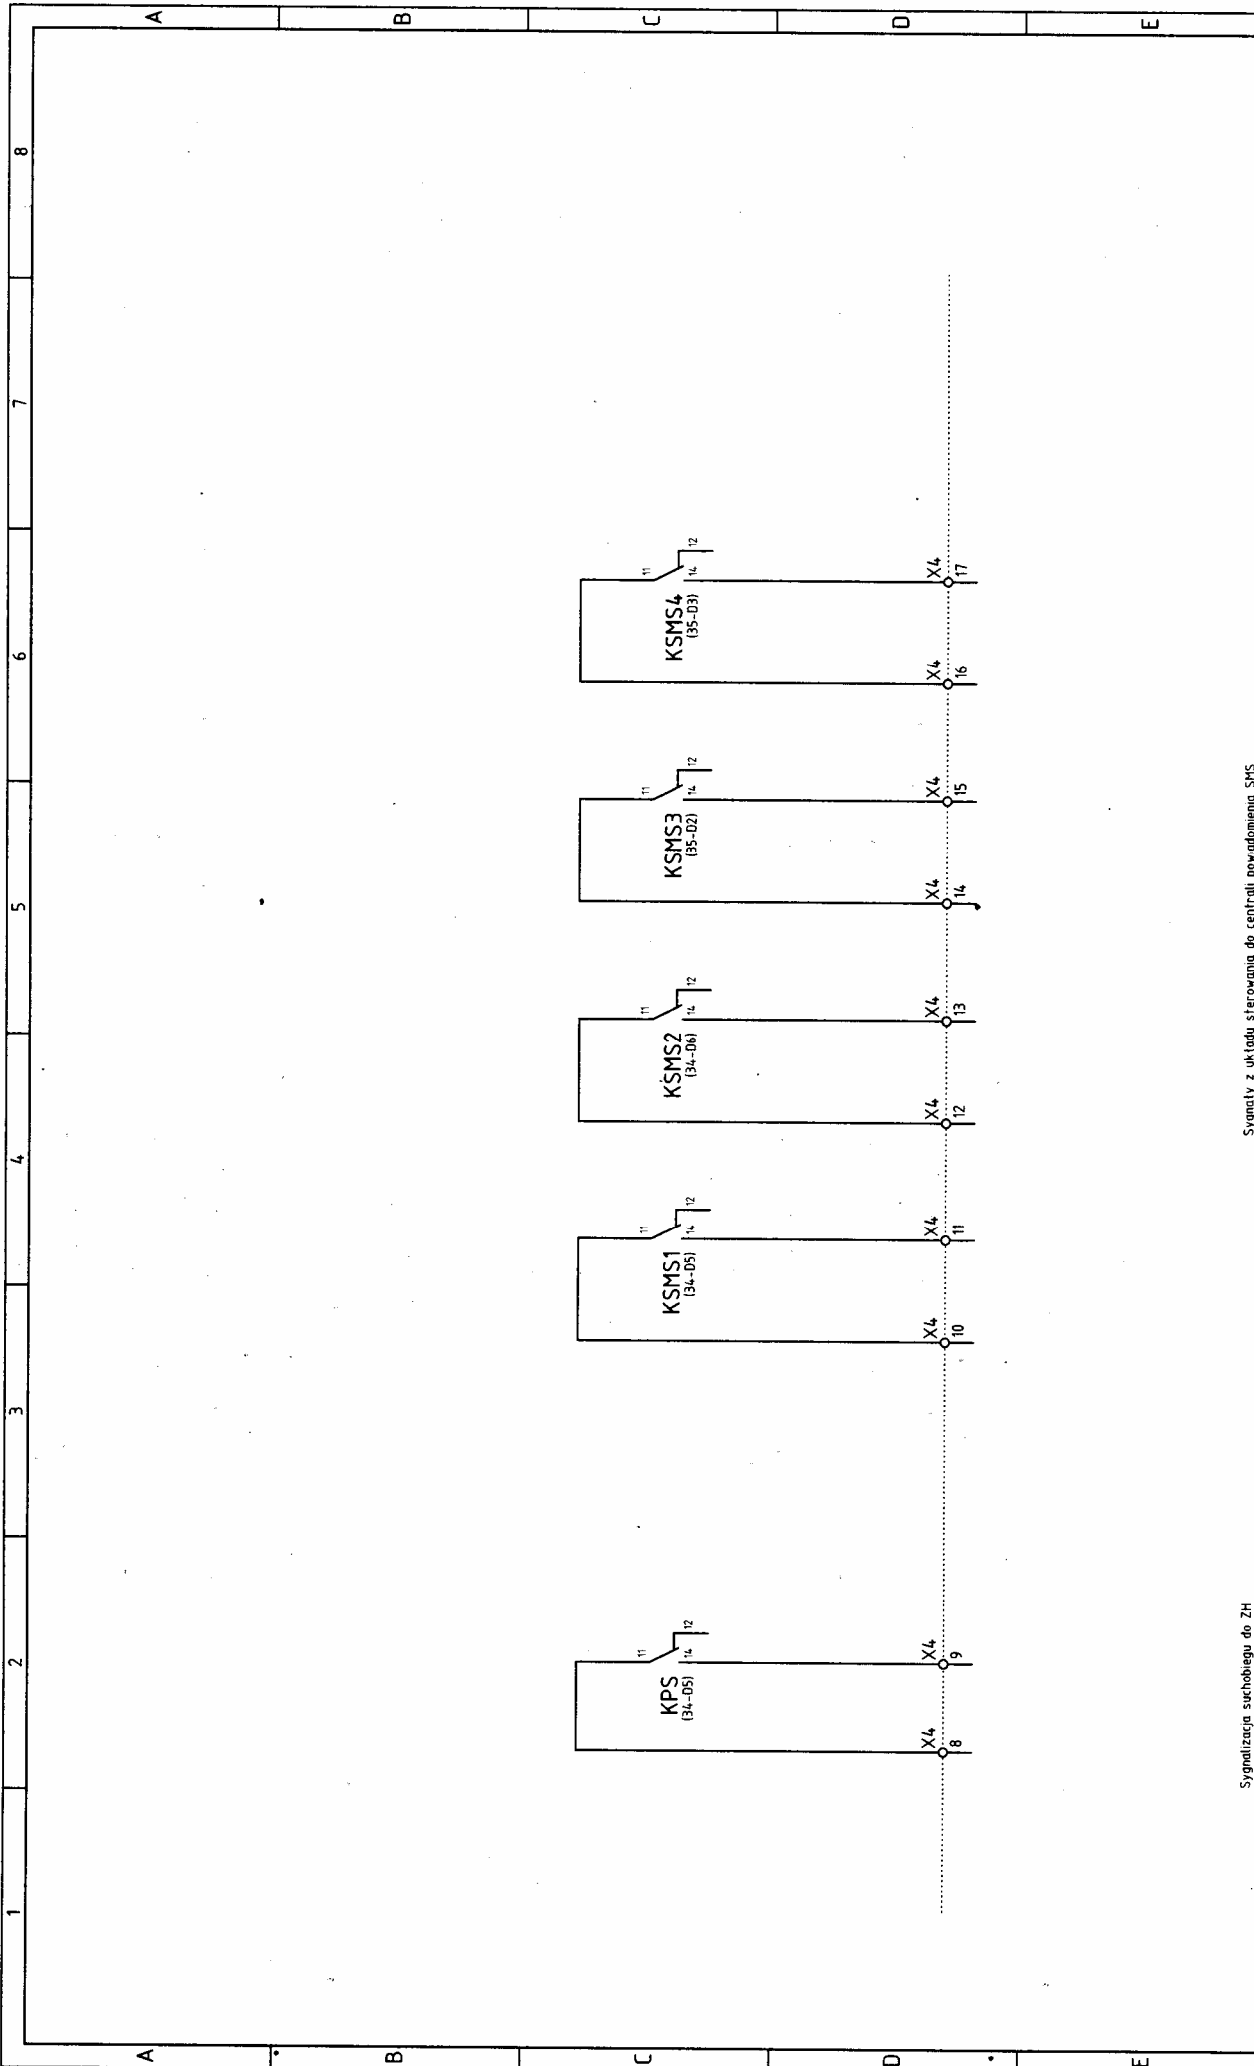 1 2 3 4 5 6 7 8
A
B
C
D
E
A
B
C
D
E
KPS
(34-D5)
11
14
12
X4
8
X4
9
KSMS1
(34-D5)
11
14
12
X4
10
X4
11
KSMS2
(34-D6)
11
14
12
X4
12
X4
13
KSMS3
(35-D2)
11
14
12
X4
14
X4
15
KSMS4
(35-D3)
11
14
12
X4
16
X4
17
Sygnalizacja suchobiegu do ZH
Sygnały z układu sterowania do centrali powiadomienia SMS